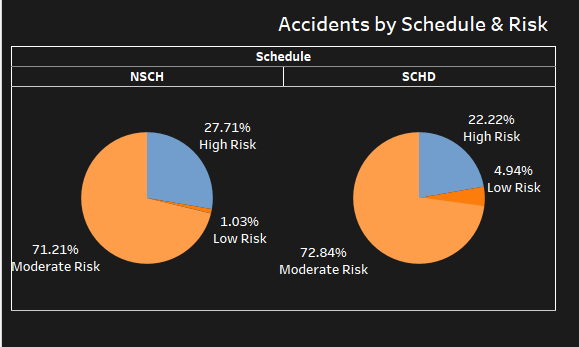 Accidents by Schedule & Risk
Schedule
NSCH
SCHD
27.71%
High Risk
1.03%
Low Risk
71.21%
Moderate Risk
22.22%
High Risk
4.94%
Low Risk
72.84%
Moderate Risk